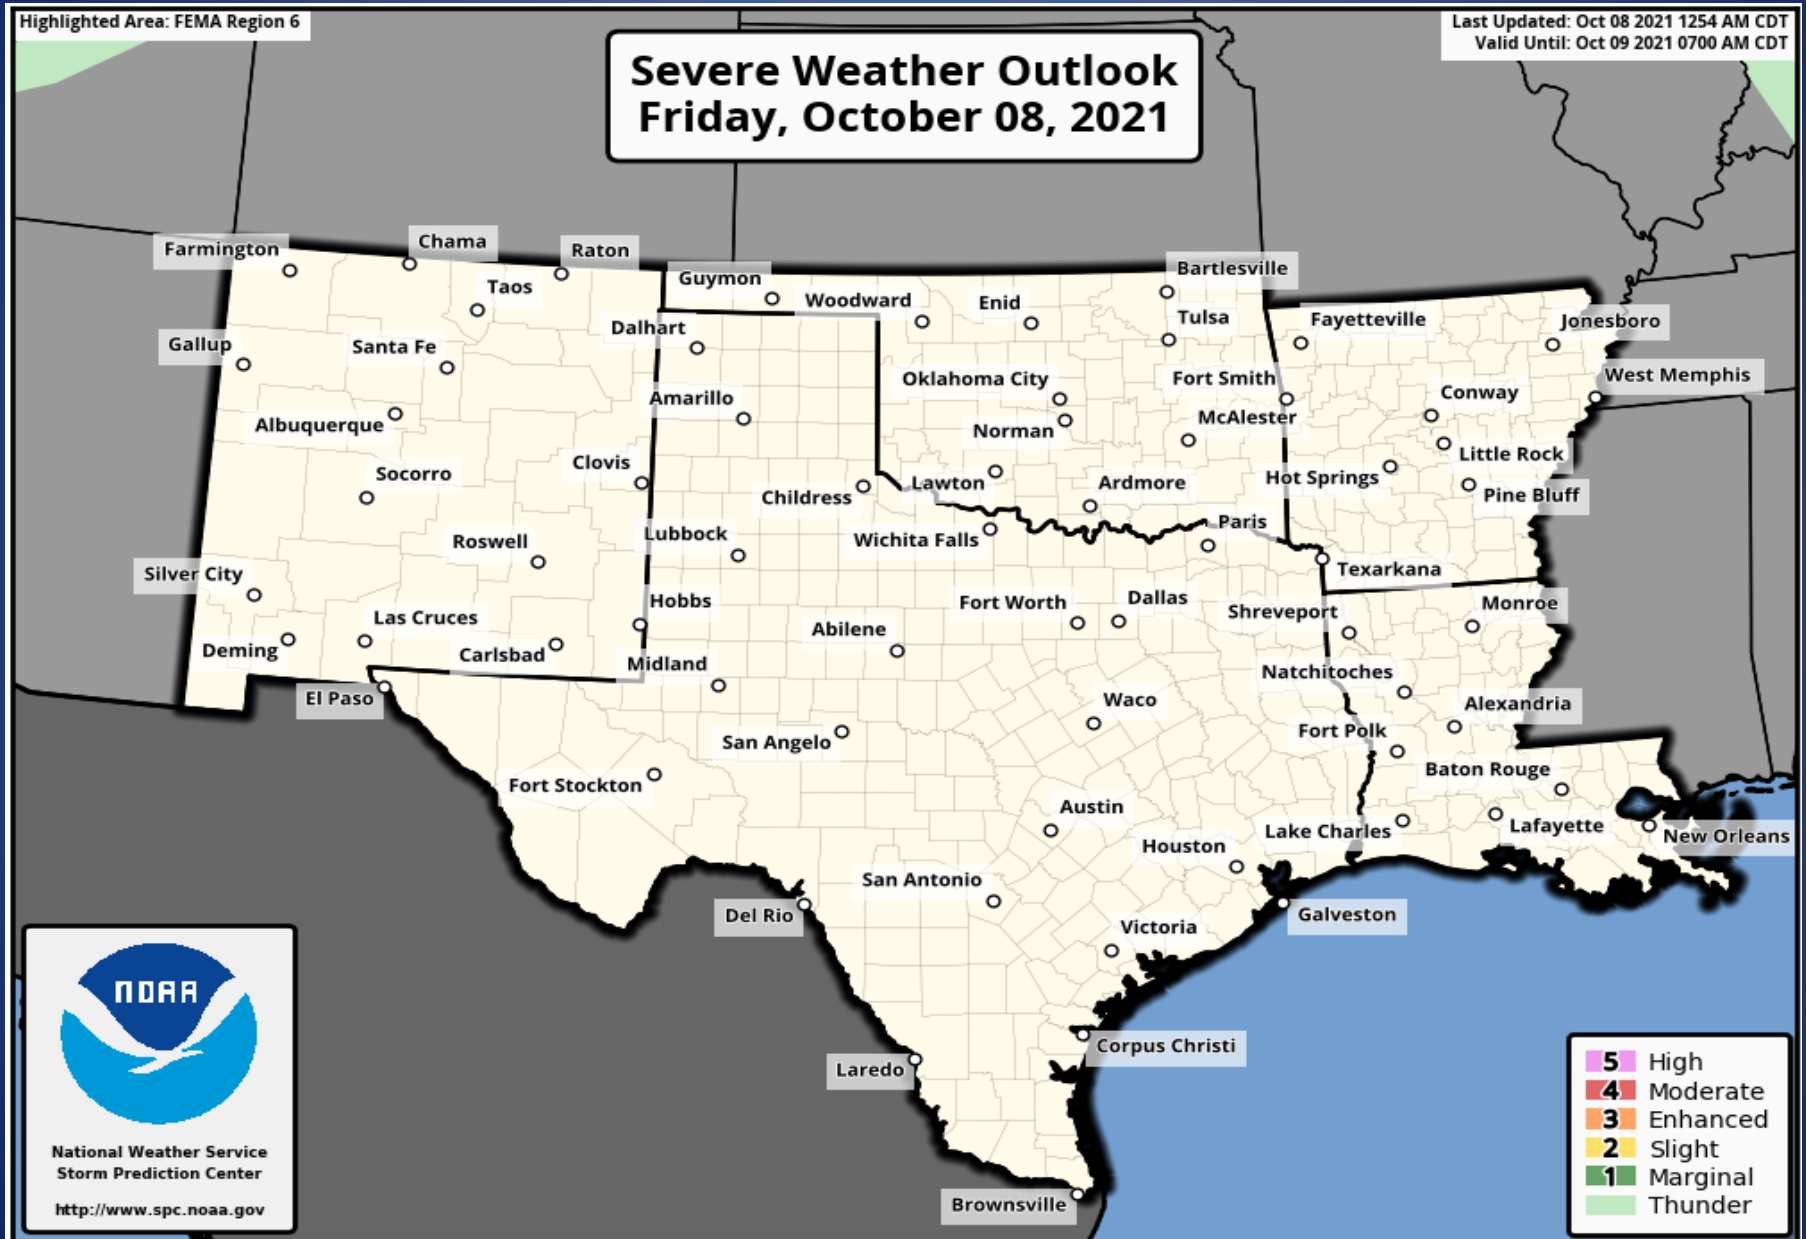 Highlighted Area: FEMA Region 6
Last Updated: Oct 08 2021 1254 AM CDT
Valid Until: Oct 09 2021 0700 AM CDT
Severe Weather Outlook
Friday, October 08, 2021
Farmington
Chama
Raton
Taos
Guymon
Woodward
Enid
Bartlesville
Tulsa
Fayetteville
Jonesboro
Gallup
Santa Fe
Dalhart
Oklahoma City
Fort Smith
West Memphis
Albuquerque
Amarillo
Norman
McAlester
Conway
Little Rock
Socorro
Clovis
Childress
Lawton
Ardmore
Hot Springs
Pine Bluff
Roswell
Lubbock
Wichita Falls
Paris
Texarkana
Silver City
Las Cruces
Hobbs
Fort Worth
Dallas
Shreveport
Monroe
Deming
Carlsbad
Midland
Abilene
Natchitoches
El Paso
San Angelo
Waco
Fort Polk
Alexandria
Fort Stockton
Baton Rouge
Austin
Houston
Lake Charles
Lafayette
New Orleans
San Antonio
Del Rio
Victoria
Galveston
Corpus Christi
Laredo
Brownsville
NOAA
National Weather Service
Storm Prediction Center
http://www.spc.noaa.gov
5 High
4 Moderate
3 Enhanced
2 Slight
1 Marginal
Thunder